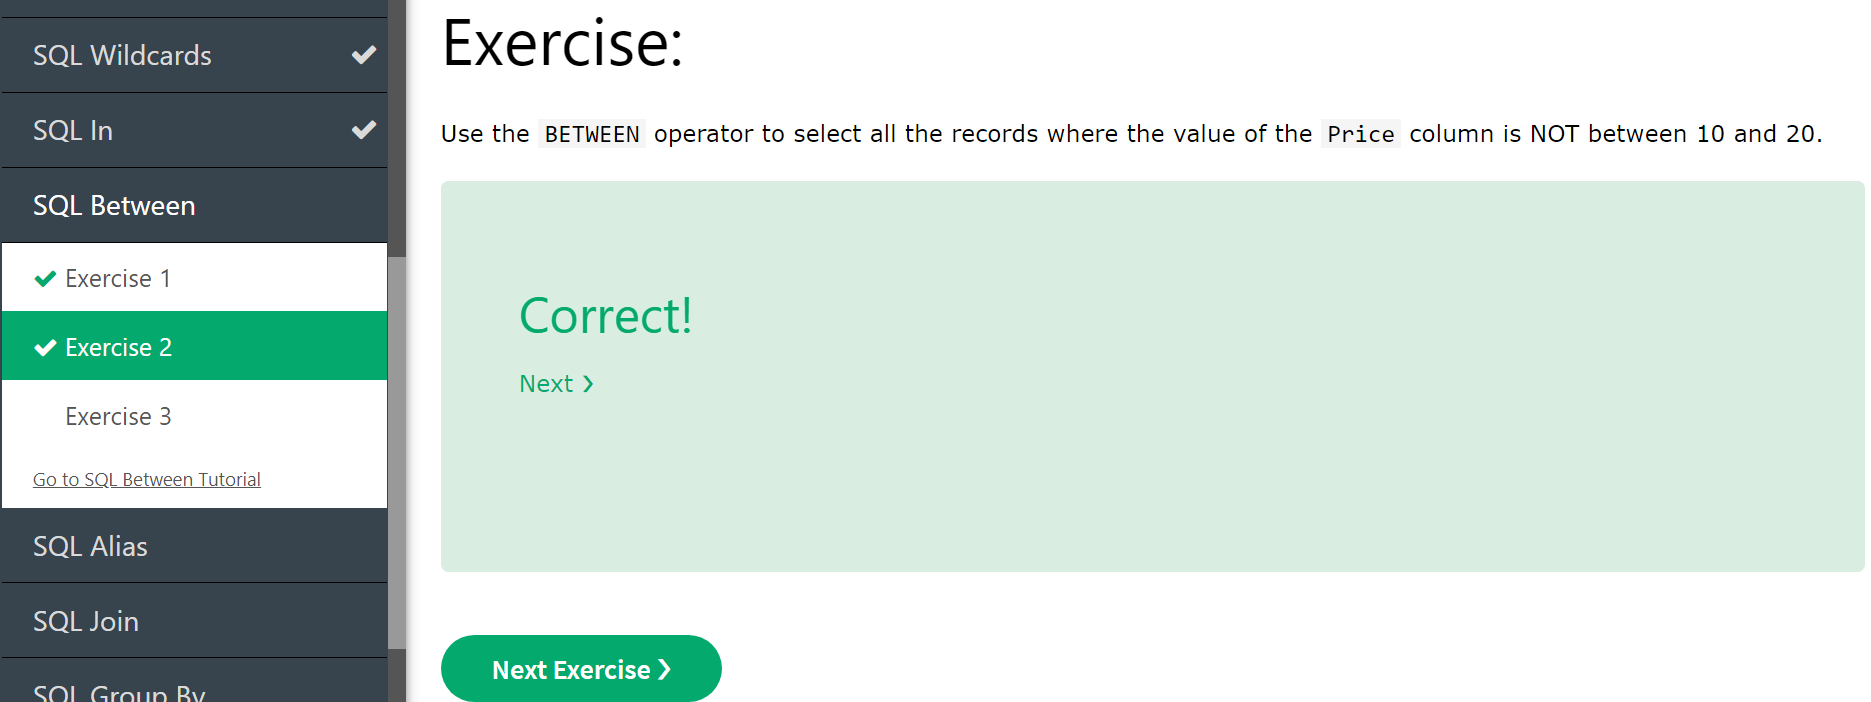 SQL Wildcards
SQL In
SQL Between
Exercise 1
Exercise 2
Exercise 3
Go to SQL Between Tutorial
SQL Alias
SQL Join
SQL Group By
Exercise:
Use the BETWEEN operator to select all the records where the value of the Price column is NOT between 10 and 20.
Correct!
Next ❯
Next Exercise ❯